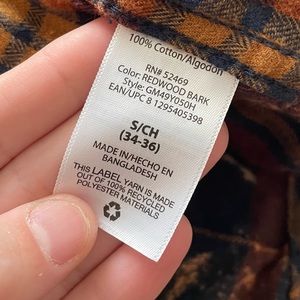 100% Cotton/Algodon
RN# 52469
Color: REDWOOD BARK
Style: GM49Y050H
EAN/UPC 8 1295405398
S/CH
(34-36)
MADE IN/HECHO EN
BANGLADESH
THIS LABEL YARN IS MADE
OUT OF 100% RECYCLED
POLYESTER MATERIALS